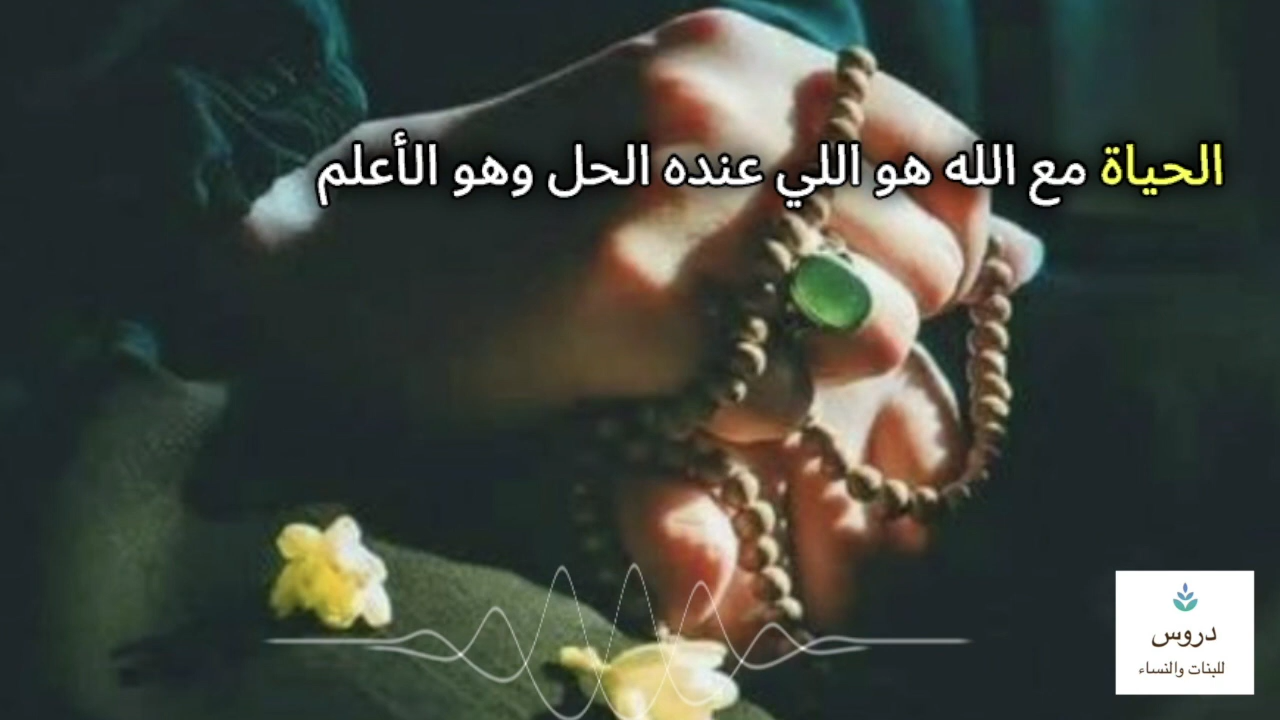 الحياة مع الله هو اللي عنده الحل وهو الأعلم
دروس
للبنات والنساء